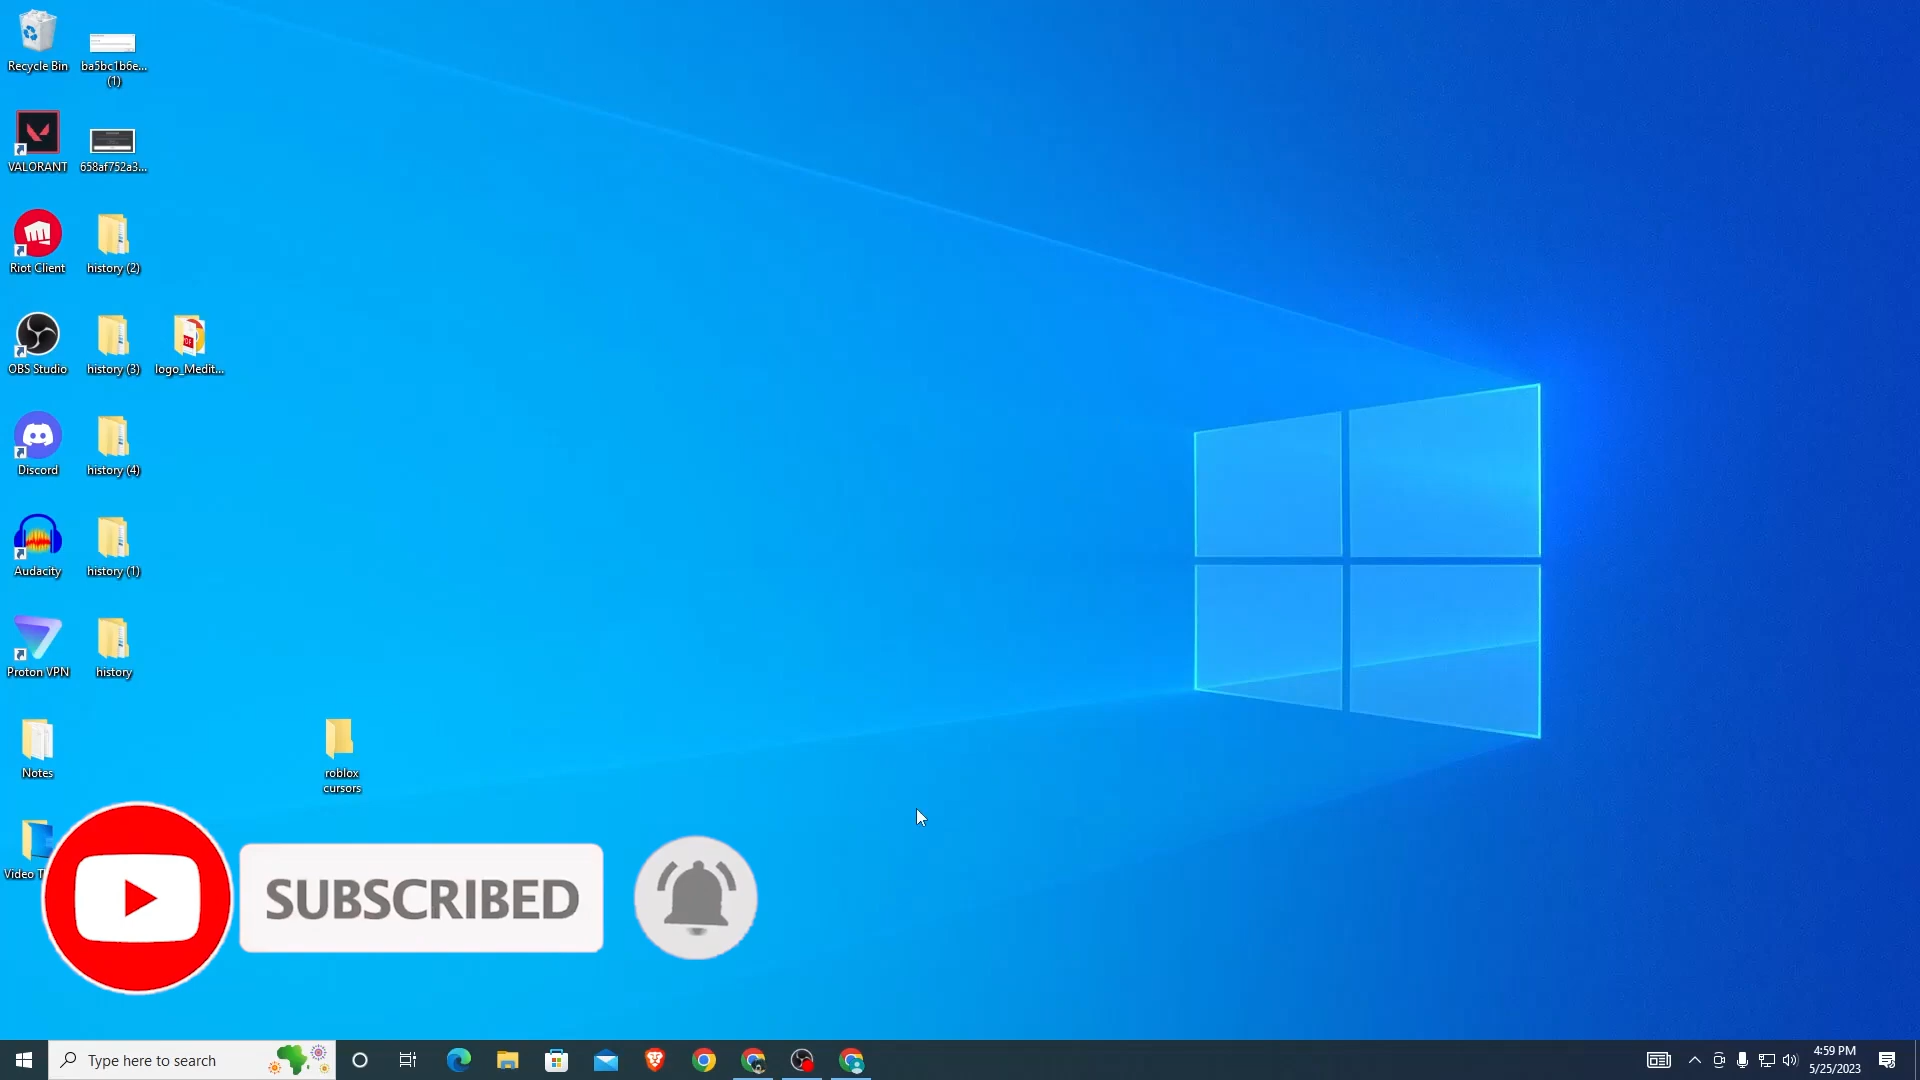 Recycle Bin
ba5bc1b6e...
(1)
VALORANT
658af752a3...
Riot Client
history (2)
OBS Studio
history (3)
logo_Medit...
PDF
Discord
history (4)
Audacity
history (1)
Proton VPN
history
Notes
roblox
cursors
Video T
SUBSCRIBED
Type here to search
4:59 PM
5/25/2023